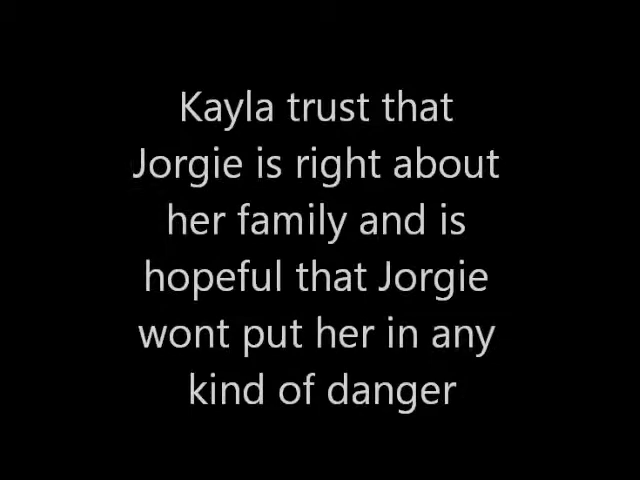 Kayla trust that
Jorgie is right about
her family and is
hopeful that Jorgie
wont put her in any
kind of danger